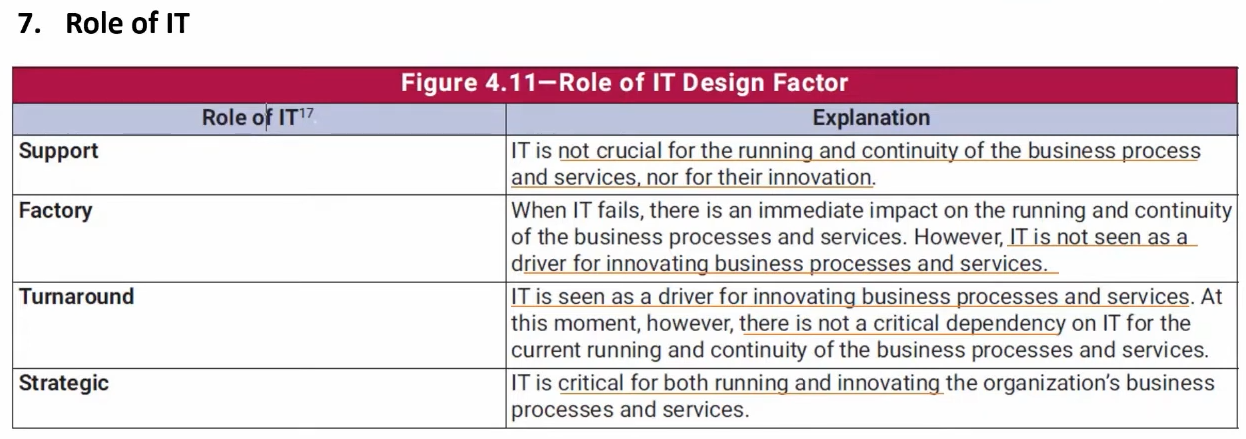 7. Role of IT
Figure 4.11—Role of IT Design Factor
Role of IT17
Explanation
Support
IT is not crucial for the running and continuity of the business process
and services, nor for their innovation.
Factory
When IT fails, there is an immediate impact on the running and continuity
of the business processes and services. However, IT is not seen as a
driver for innovating business processes and services.
Turnaround
IT is seen as a driver for innovating business processes and services. At
this moment, however, there is not a critical dependency on IT for the
current running and continuity of the business processes and services.
Strategic
IT is critical for both running and innovating the organization's business
processes and services.